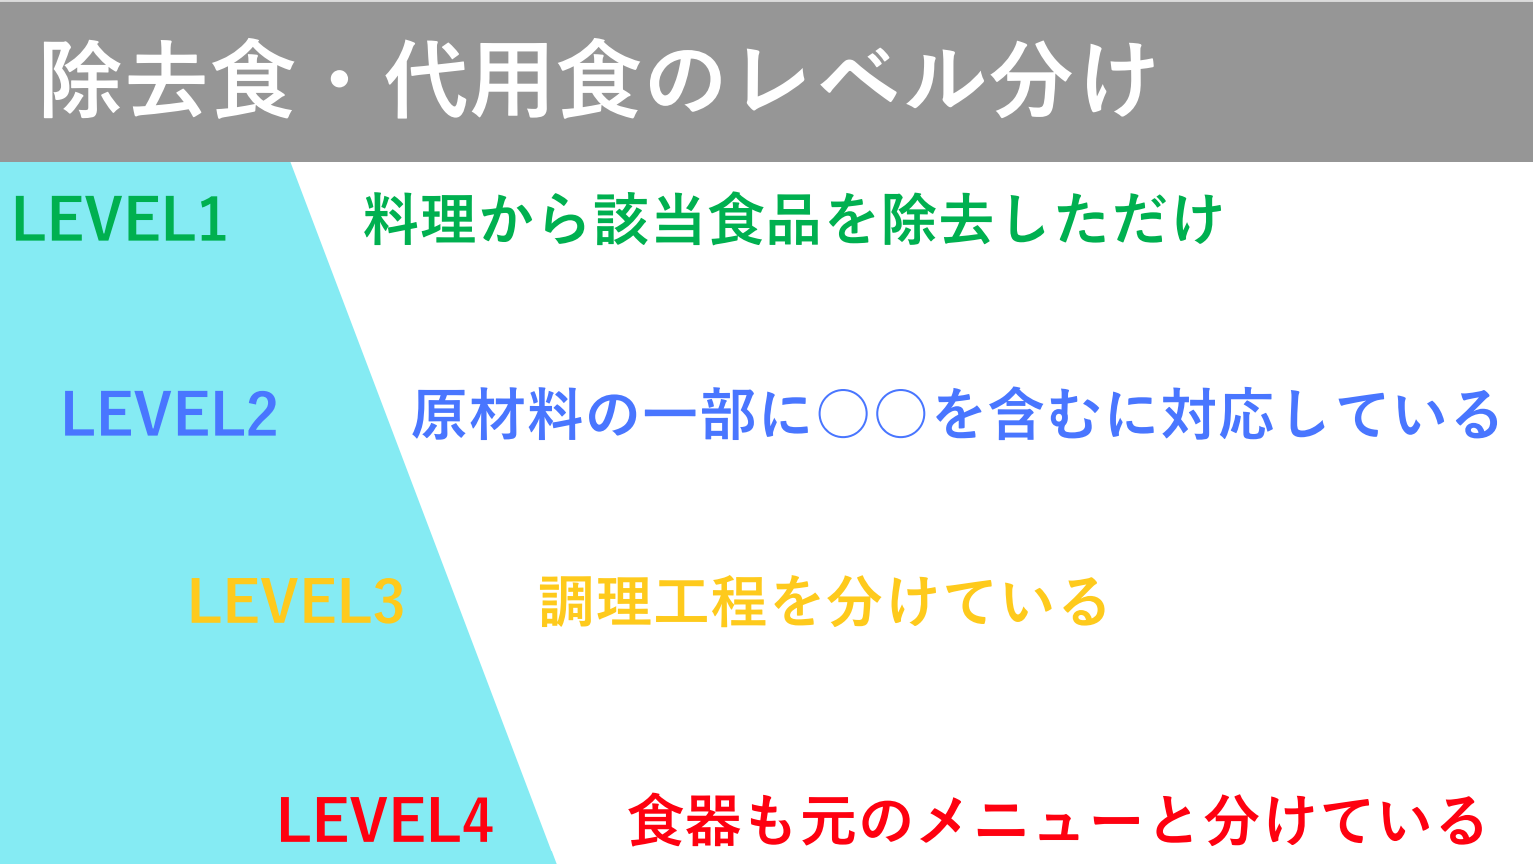 除去食・代用食のレベル分け
LEVEL1 料理から該当食品を除去しただけ
LEVEL2 原材料の一部に◯◯を含むに対応している
LEVEL3 調理工程を分けている
LEVEL4 食器も元のメニューと分けている